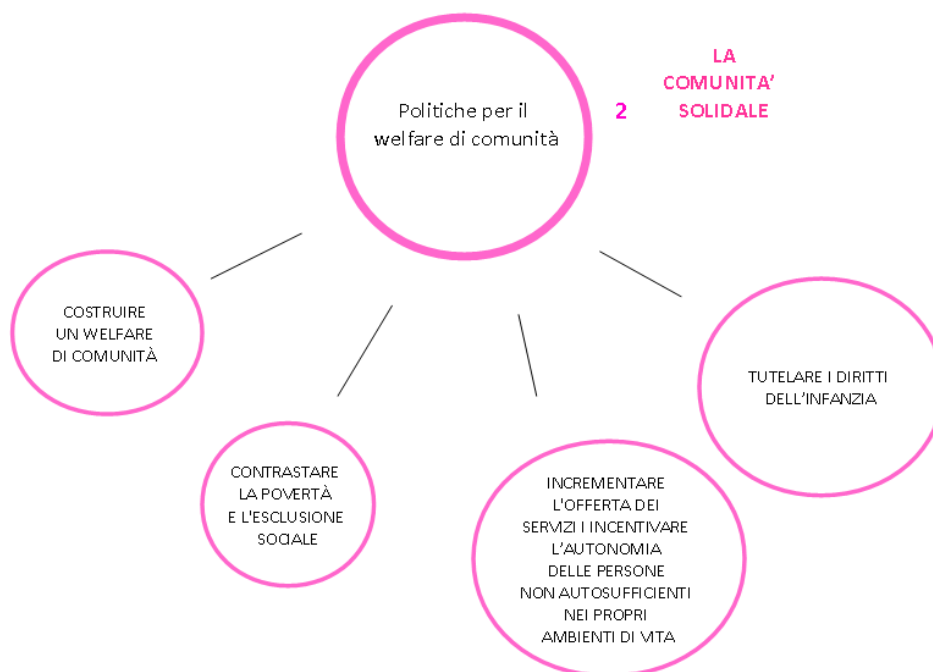 LA
COMUNITA’
2 SOLIDALE
Politiche per il
welfare di comunità
COSTRUIRE
UN WELFARE
DI COMUNITÀ
CONTRASTARE
LA POVERTÀ
E L'ESCLUSIONE
SOCIALE
INCREMENTARE
L'OFFERTA DEI
SERVIZI I INCENTIVARE
L’AUTONOMIA
DELLE PERSONE
NON AUTOSUFFICIENTI
NEI PROPRI
AMBIENTI DI VITA
TUTELARE I DIRITTI
DELL’INFANZIA